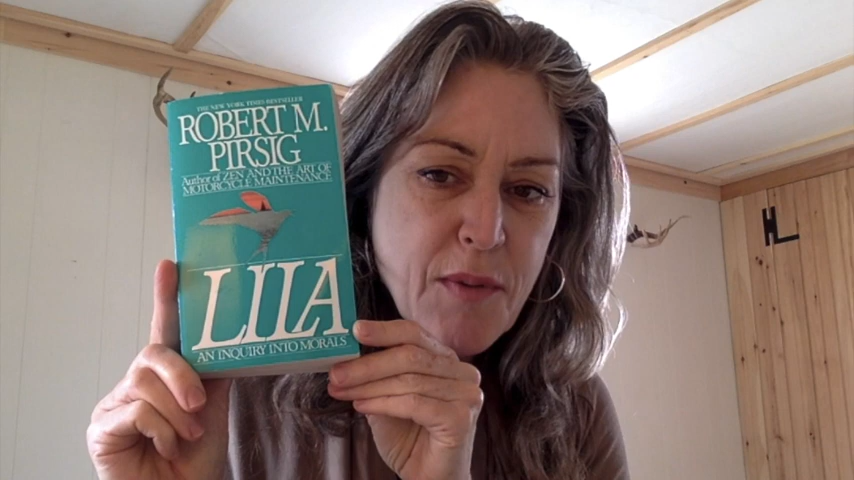 THE NEW YORK TIMES BESTSELLER
ROBERT M.
PIRSIG
Author of ZEN AND THE ART OF
MOTORCYCLE MAINTENANCE
LILA
AN INQUIRY INTO MORALS
HL